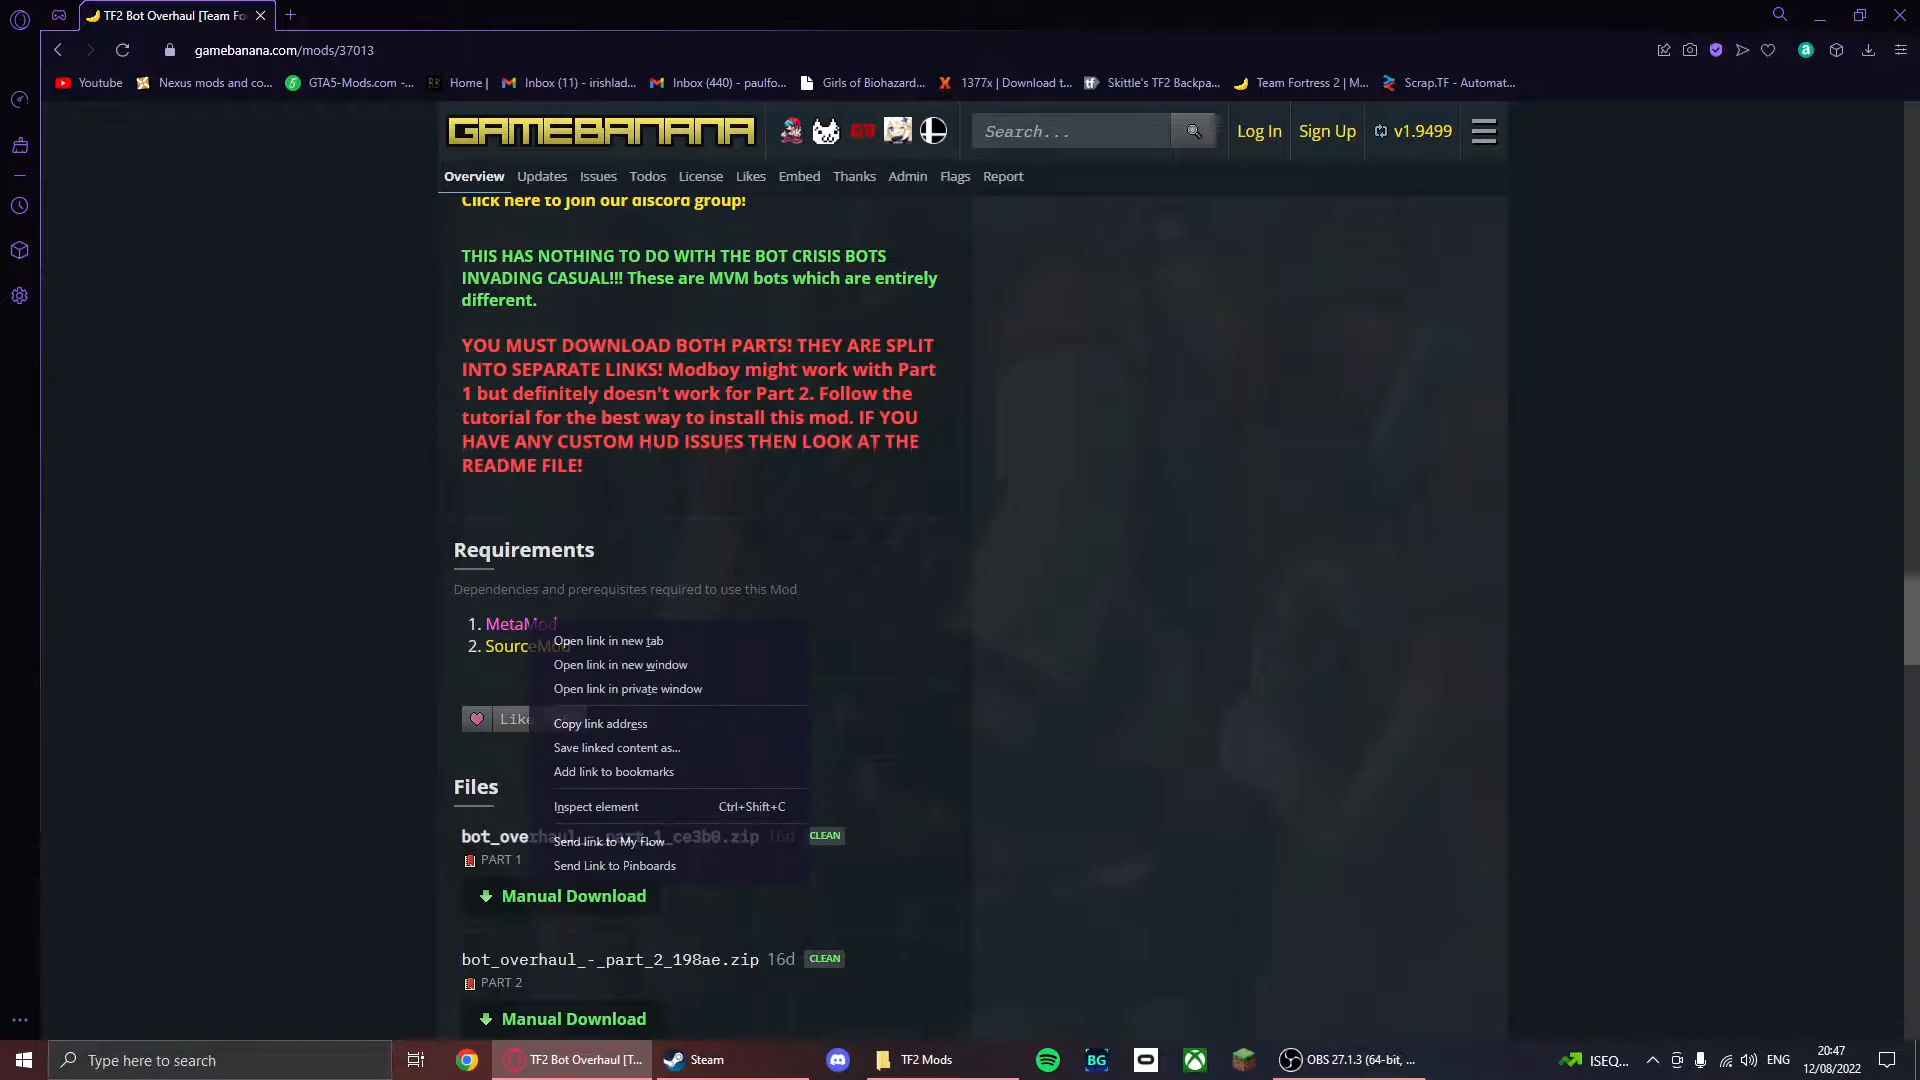 TF2 Bot Overhaul [Team Fo
gamebanana.com/mods/37013
Youtube
Nexus mods and co...
GTA5-Mods.com -...
Home |
Inbox (11) - irishlad...
Inbox (440) - paulfo...
Girls of Biohazard...
1377x | Download t...
Skittle's TF2 Backpa...
Team Fortress 2 | M...
Scrap.TF - Automat...
GAMEBANANA
Search...
Log In
Sign Up
v1.9499
Overview
Updates
Issues
Todos
License
Likes
Embed
Thanks
Admin
Flags
Report
Click here to join our discord group!
THIS HAS NOTHING TO DO WITH THE BOT CRISIS BOTS
INVADING CASUAL!!! These are MVM bots which are entirely
different.
YOU MUST DOWNLOAD BOTH PARTS! THEY ARE SPLIT
INTO SEPARATE LINKS! Modboy might work with Part
1 but definitely doesn't work for Part 2. Follow the
tutorial for the best way to install this mod. IF YOU
HAVE ANY CUSTOM HUD ISSUES THEN LOOK AT THE
README FILE!
Requirements
Dependencies and prerequisites required to use this Mod
1. MetaMod
2. SourceMod
Open link in new tab
Open link in new window
Open link in private window
Copy link address
Save linked content as...
Add link to bookmarks
Inspect element Ctrl+Shift+C
Send link to My Flow
Send Link to Pinboards
Like
Files
bot_overhaul_-_part_1_ce3b0.zip 16d CLEAN
PART 1
Manual Download
bot_overhaul_-_part_2_198ae.zip 16d CLEAN
PART 2
Manual Download
Type here to search
TF2 Bot Overhaul [T...
Steam
TF2 Mods
BG
OBS 27.1.3 (64-bit, ...
ISEQ...
ENG
20:47
12/08/2022